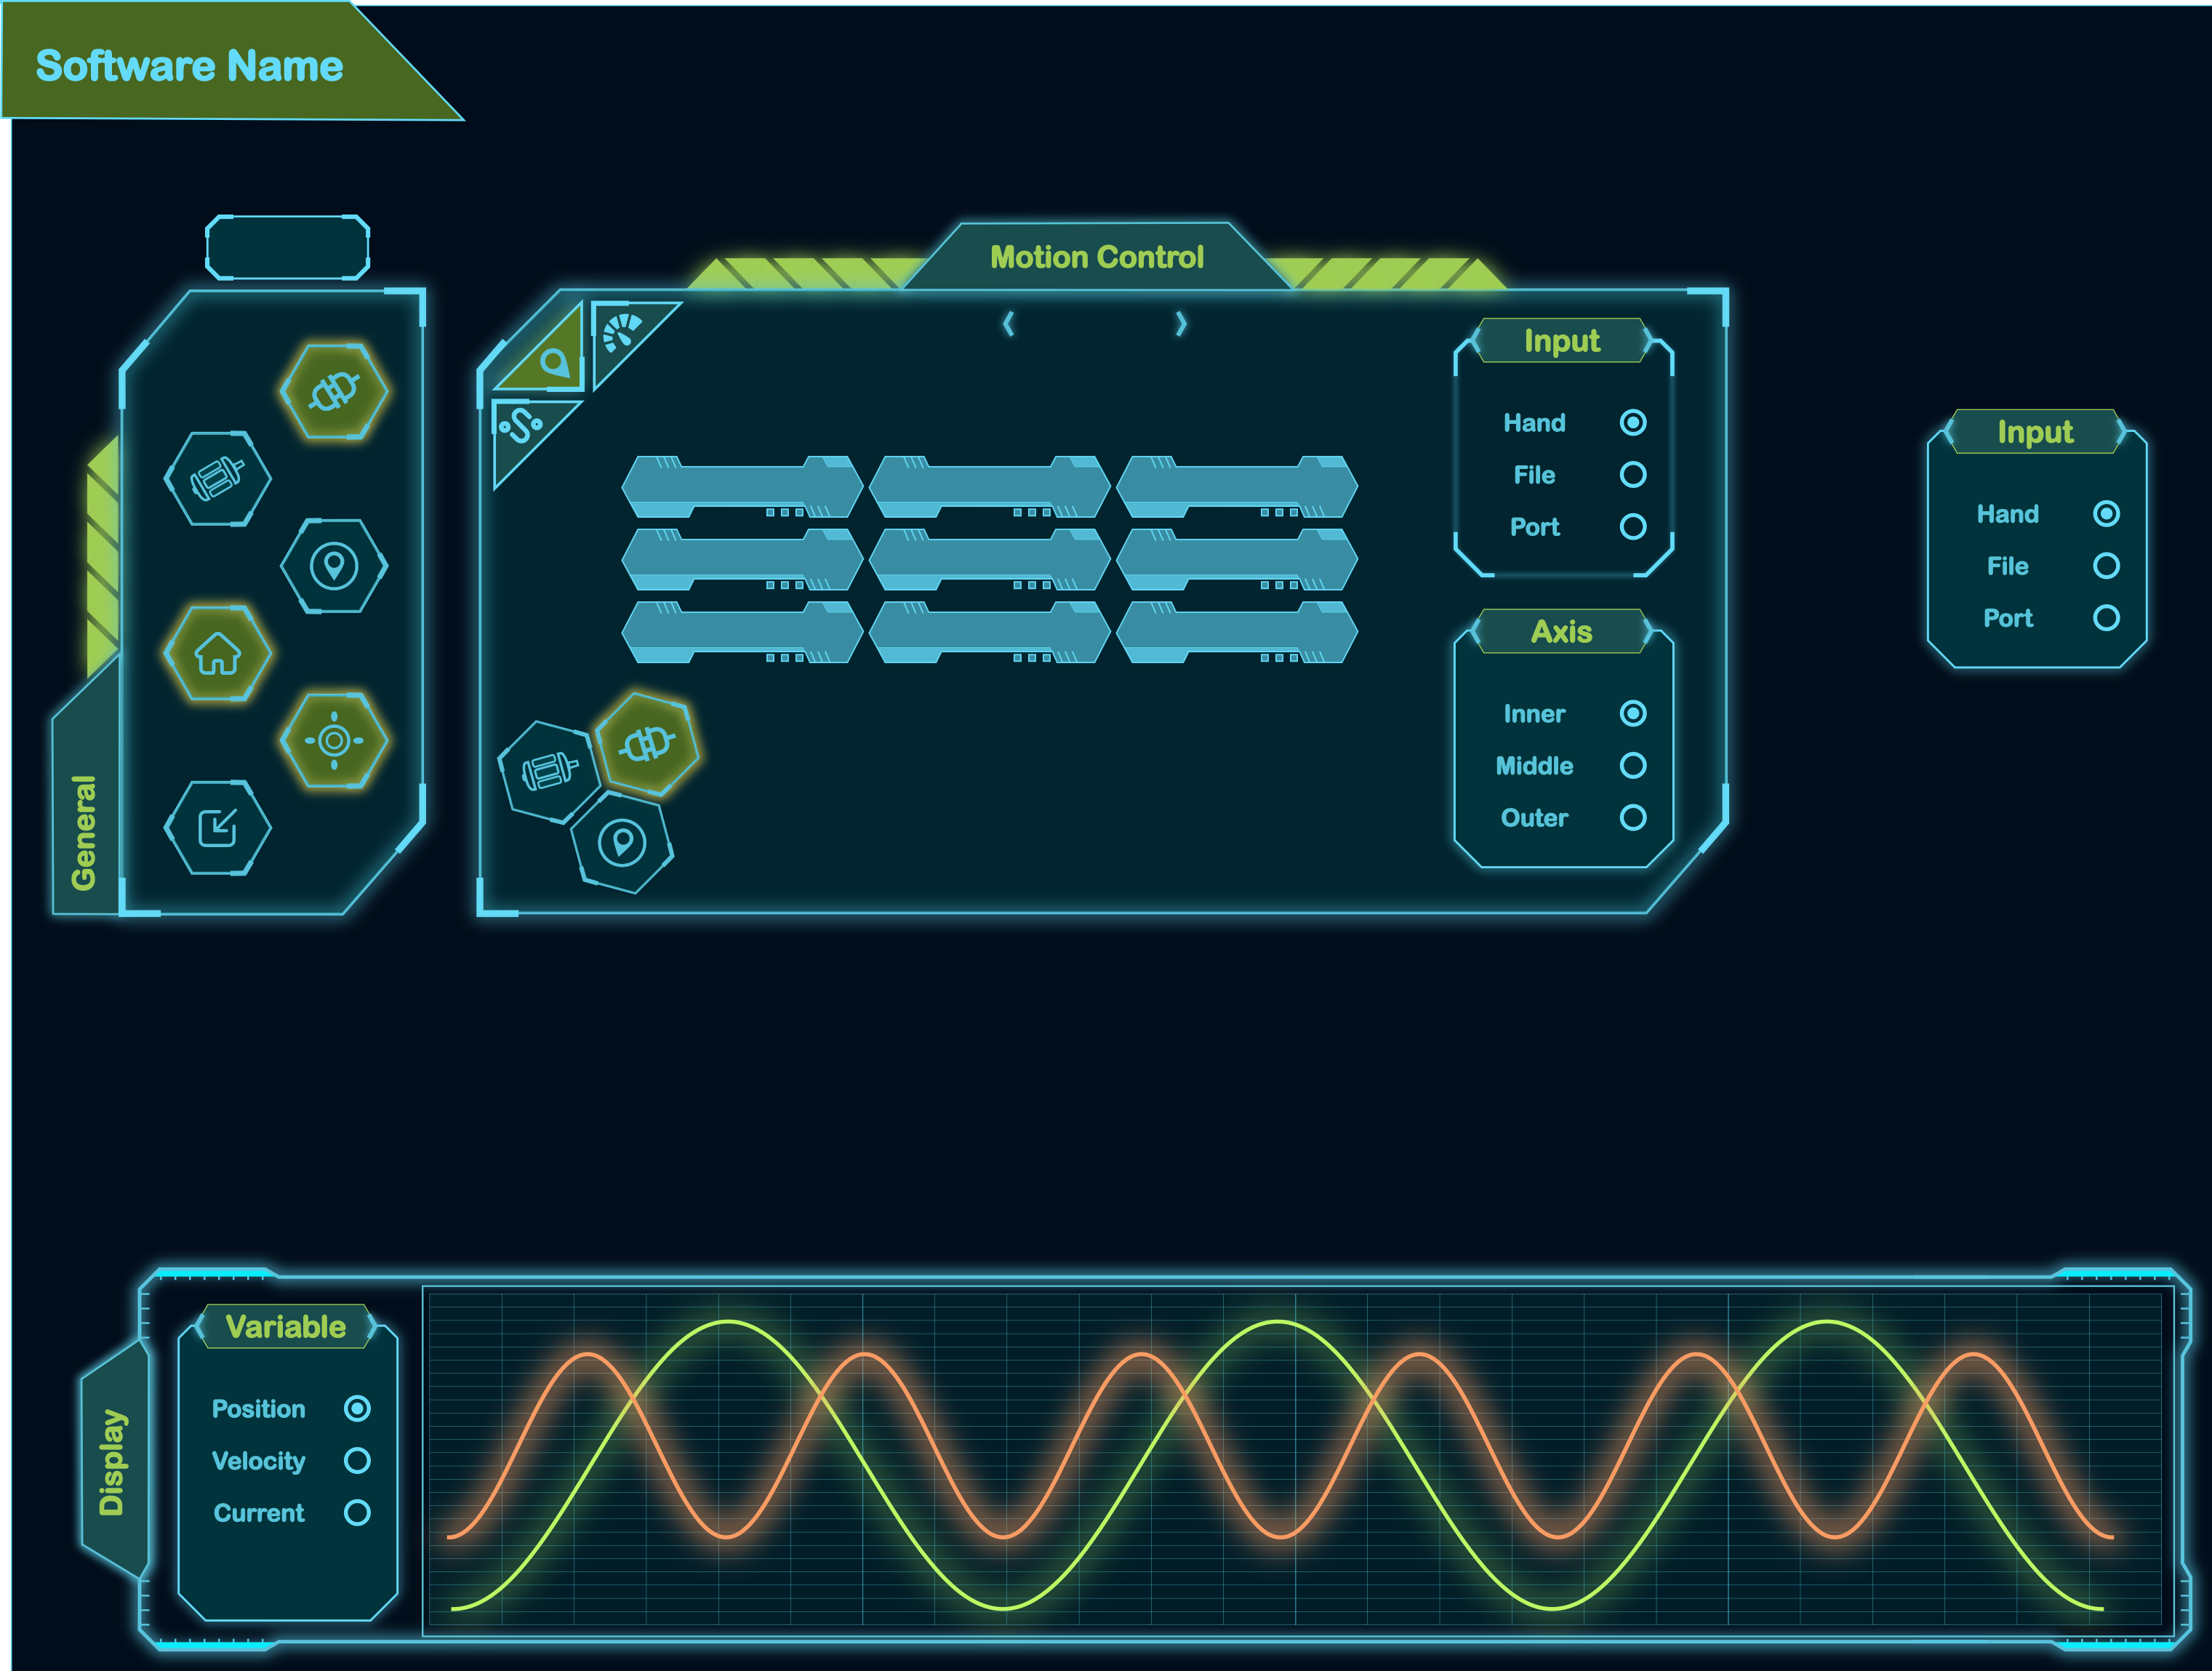 Software Name
Motion Control
Input
Hand
File
Port
Axis
Inner
Middle
Outer
Input
Hand
File
Port
General
Variable
Position
Velocity
Current
Display